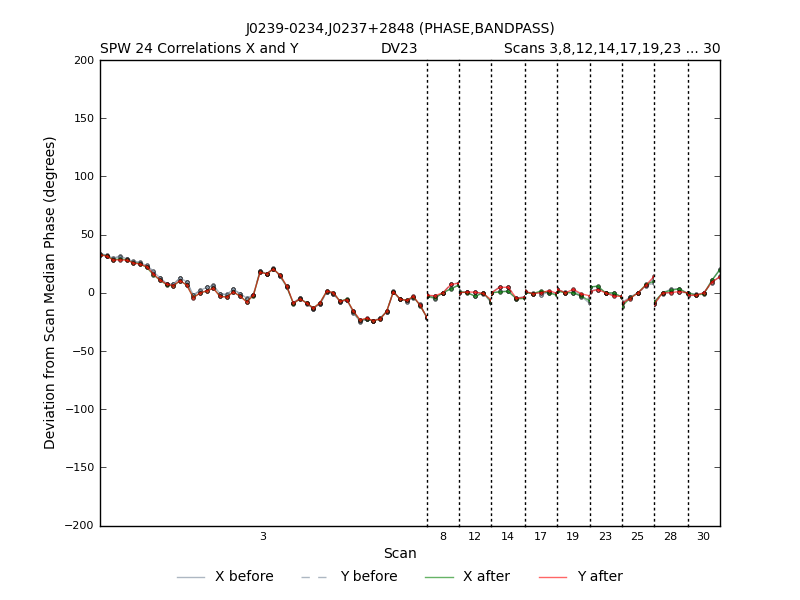 J0239-0234,J0237+2848 (PHASE,BANDPASS)
SPW 24 Correlations X and Y DV23 Scans 3,8,12,14,17,19,23 ... 30
200
150
100
50
0
−50
−100
−150
−200
Deviation from Scan Median Phase (degrees)
3 8 12 14 17 19 23 25 28 30
Scan
X before Y before X after Y after